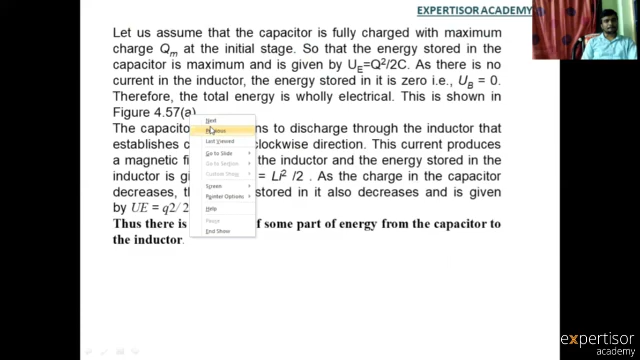 EXPERTISOR ACADEMY
Let us assume that the capacitor is fully charged with maximum
charge Qm at the initial stage. So that the energy stored in the
capacitor is maximum and is given by UE=Q2/2C. As there is no
current in the inductor, the energy stored in it is zero i.e., UB = 0.
Therefore, the total energy is wholly electrical. This is shown in
Figure 4.57(a).
The capacitor ns to discharge through the inductor that
establishes c clockwise direction. This current produces
a magnetic fi the inductor and the energy stored in the
inductor is gi = Li2 /2 . As the charge in the capacitor
decreases, th stored in it also decreases and is given
by UE = q2/ 2
Thus there is f some part of energy from the capacitor to
the inductor.
Next
Previous
Last Viewed
Go to Slide
Go to Section
Custom Show
Screen
Pointer Options
Help
Pause
End Show
expertisor
academy